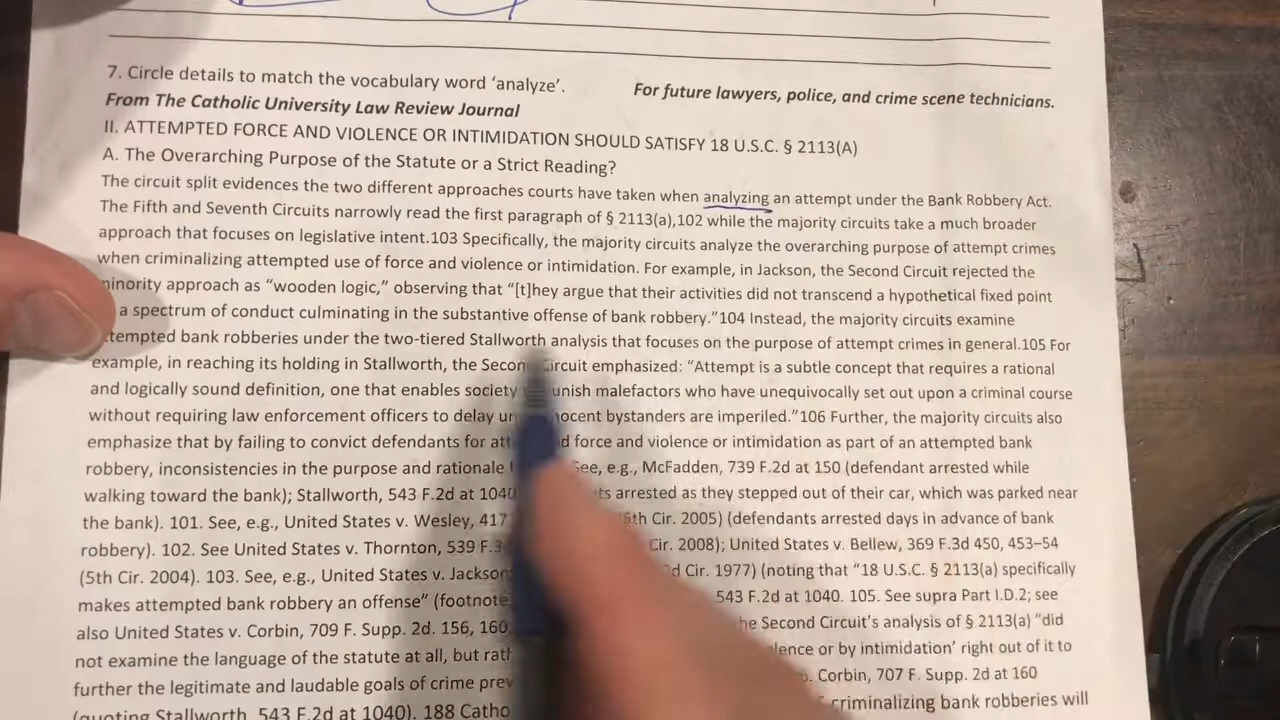 7. Circle details to match the vocabulary word ‘analyze’.
For future lawyers, police, and crime scene technicians.
From The Catholic University Law Review Journal
II. ATTEMPTED FORCE AND VIOLENCE OR INTIMIDATION SHOULD SATISFY 18 U.S.C. § 2113(A)
A. The Overarching Purpose of the Statute or a Strict Reading?
The circuit split evidences the two different approaches courts have taken when analyzing an attempt under the Bank Robbery Act.
The Fifth and Seventh Circuits narrowly read the first paragraph of § 2113(a),102 while the majority circuits take a much broader
approach that focuses on legislative intent.103 Specifically, the majority circuits analyze the overarching purpose of attempt crimes
when criminalizing attempted use of force and violence or intimidation. For example, in Jackson, the Second Circuit rejected the
minority approach as “wooden logic,” observing that “[t]hey argue that their activities did not transcend a hypothetical fixed point
a spectrum of conduct culminating in the substantive offense of bank robbery.”104 Instead, the majority circuits examine
attempted bank robberies under the two-tiered Stallworth analysis that focuses on the purpose of attempt crimes in general.105 For
example, in reaching its holding in Stallworth, the Second Circuit emphasized: “Attempt is a subtle concept that requires a rational
and logically sound definition, one that enables society punish malefactors who have unequivocally set out upon a criminal course
without requiring law enforcement officers to delay innocent bystanders are imperiled.”106 Further, the majority circuits also
emphasize that by failing to convict defendants for attempted force and violence or intimidation as part of an attempted bank
robbery, inconsistencies in the purpose and rationale See, e.g., McFadden, 739 F.2d at 150 (defendant arrested while
walking toward the bank); Stallworth, 543 F.2d at 1040 arrested as they stepped out of their car, which was parked near
the bank). 101. See, e.g., United States v. Wesley, 417 Cir. 2005) (defendants arrested days in advance of bank
robbery). 102. See United States v. Thornton, 539 Cir. 2008); United States v. Bellew, 369 F.3d 450, 453–54
(5th Cir. 2004). 103. See, e.g., United States v. Jackson Cir. 1977) (noting that “18 U.S.C. § 2113(a) specifically
makes attempted bank robbery an offense” (footnote 543 F.2d at 1040. 105. See supra Part I.D.2; see
also United States v. Corbin, 709 F. Supp. 2d. 156, 160 the Second Circuit’s analysis of § 2113(a) “did
not examine the language of the statute at all, but or by intimidation’ right out of it to
further the legitimate and laudable goals of crime Corbin, 707 F. Supp. 2d at 160
(quoting Stallworth, 543 F.2d at 1040). 188 criminalizing bank robberies will